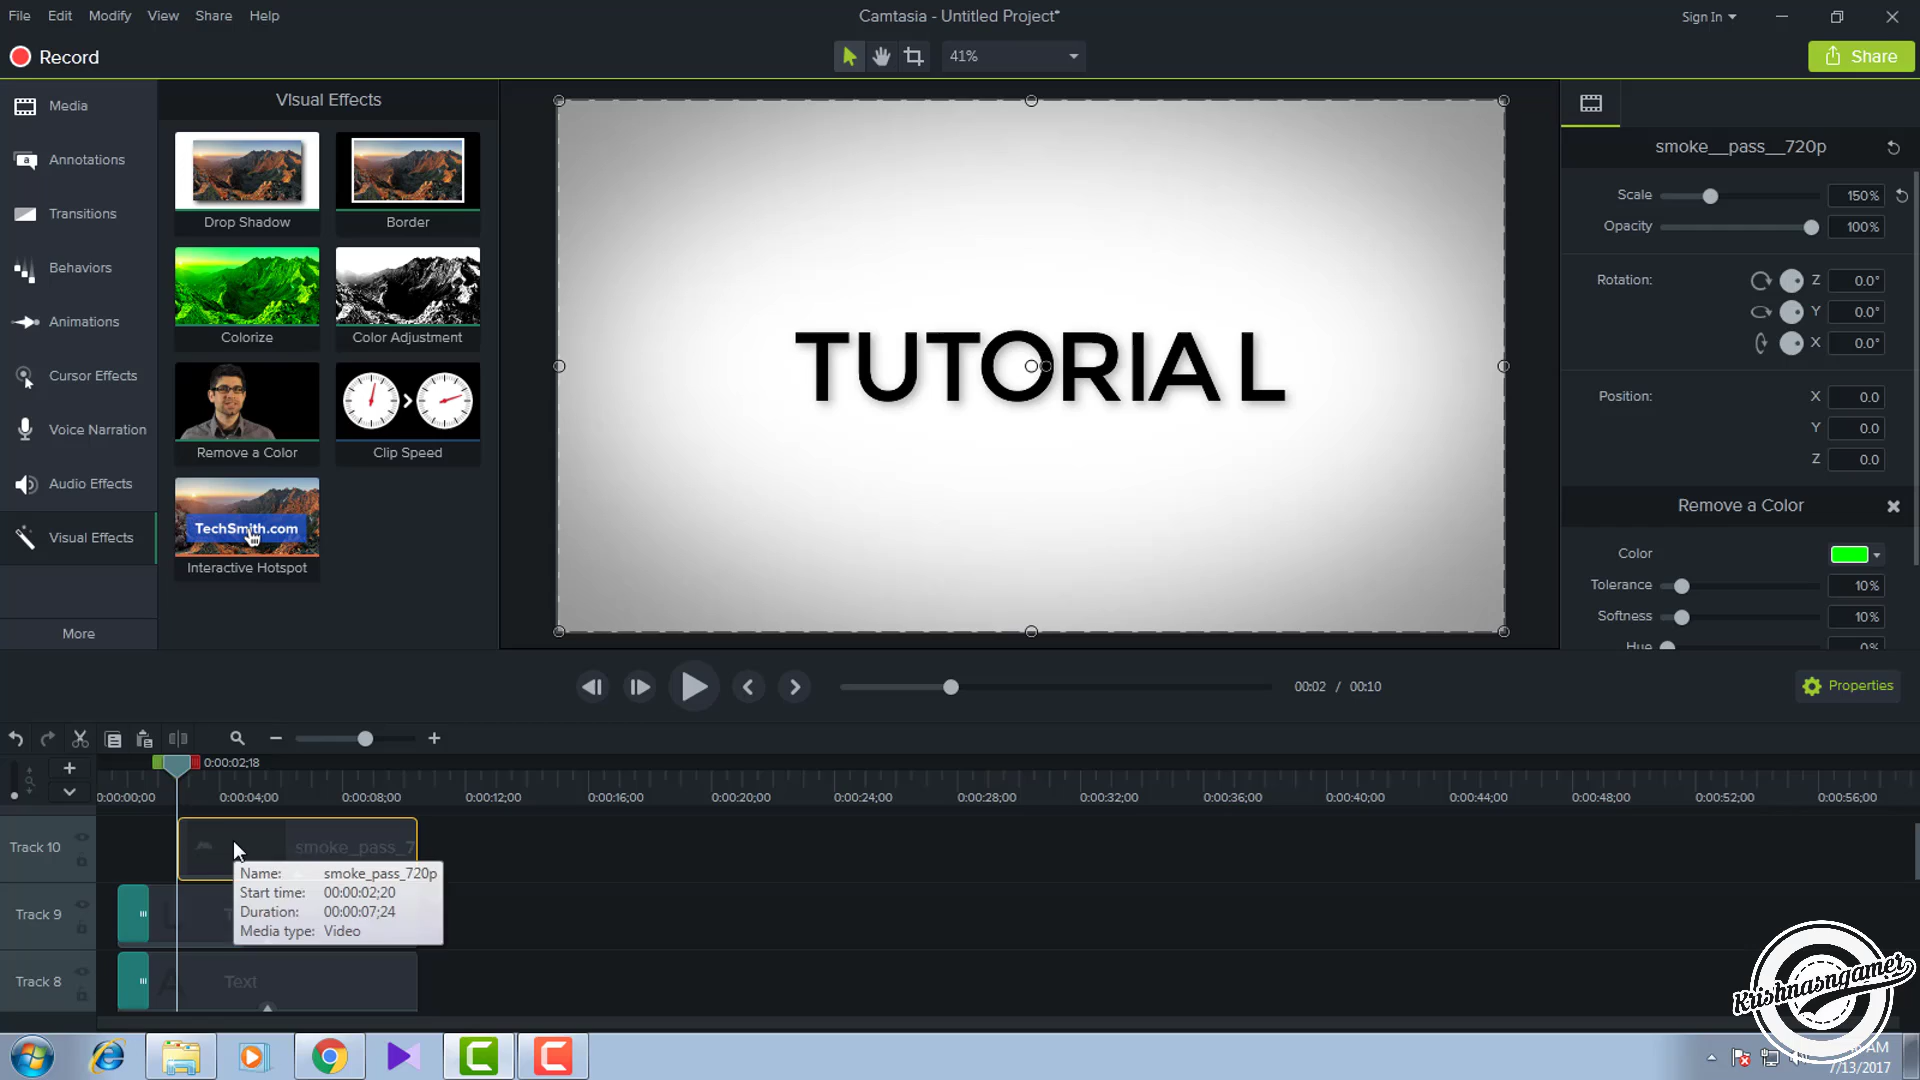 File Edit Modify View Share Help
Camtasia - Untitled Project*
Sign In
Record
41%
Share
Media
Annotations
Transitions
Behaviors
Animations
Cursor Effects
Voice Narration
Audio Effects
Visual Effects
More
Visual Effects
Drop Shadow
Border
Colorize
Color Adjustment
Remove a Color
Clip Speed
TechSmith.com
Interactive Hotspot
TUTORIA L
smoke__pass__720p
Scale 150%
Opacity 100%
Rotation: Z 0.0°
Y 0.0°
X 0.0°
Position: X 0.0
Y 0.0
Z 0.0
Remove a Color
Color
Tolerance 10%
Softness 10%
Hue 0%
00:02 / 00:10
Properties
0:00:02;18
0:00:00;00 0:00:04;00 0:00:08;00 0:00:12;00 0:00:16;00 0:00:20;00 0:00:24;00 0:00:28;00 0:00:32;00 0:00:36;00 0:00:40;00 0:00:44;00 0:00:48;00 0:00:52;00 0:00:56;00
Track 10
smoke_pass_7
Name: smoke_pass_720p
Start time: 00:00:02;20
Duration: 00:00:07;24
Media type: Video
Track 9
L T
Track 8
A Text
Krishnasngamer
AM
7/13/2017